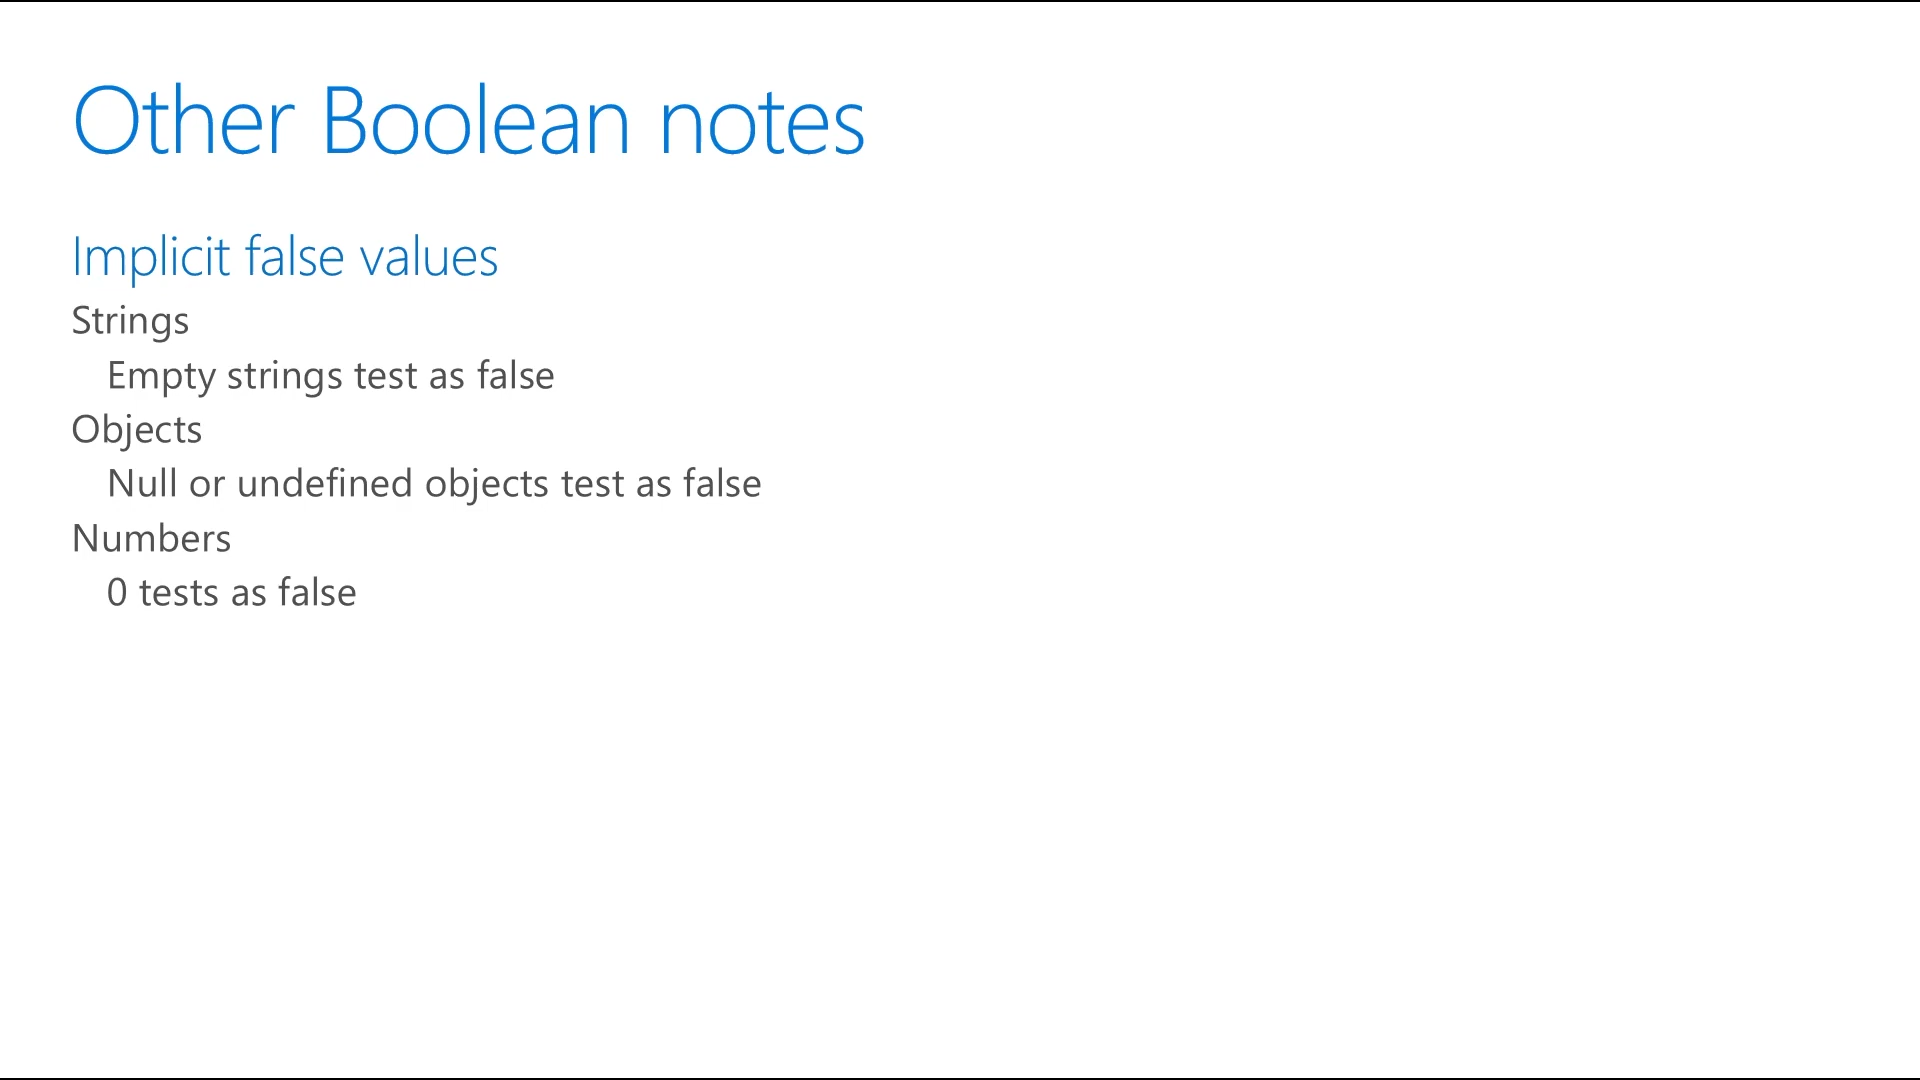 Other Boolean notes
Implicit false values
Strings
Empty strings test as false
Objects
Null or undefined objects test as false
Numbers
0 tests as false